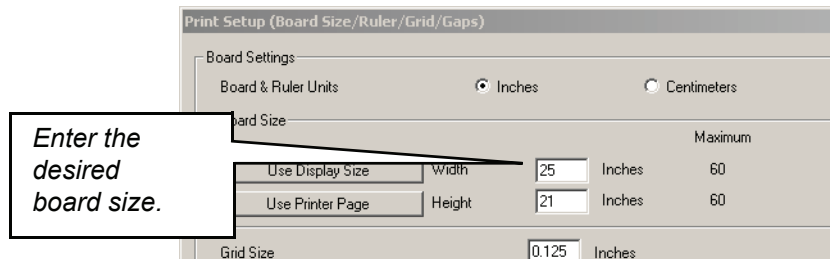 Print Setup (Board Size/Ruler/Grid/Gaps)
Board Settings
Board & Ruler Units Inches Centimeters
oard Size
Maximum
Enter the
desired
board size.
Use Display Size Width 25 Inches 60
Use Printer Page Height 21 Inches 60
Grid Size 0.125 Inches